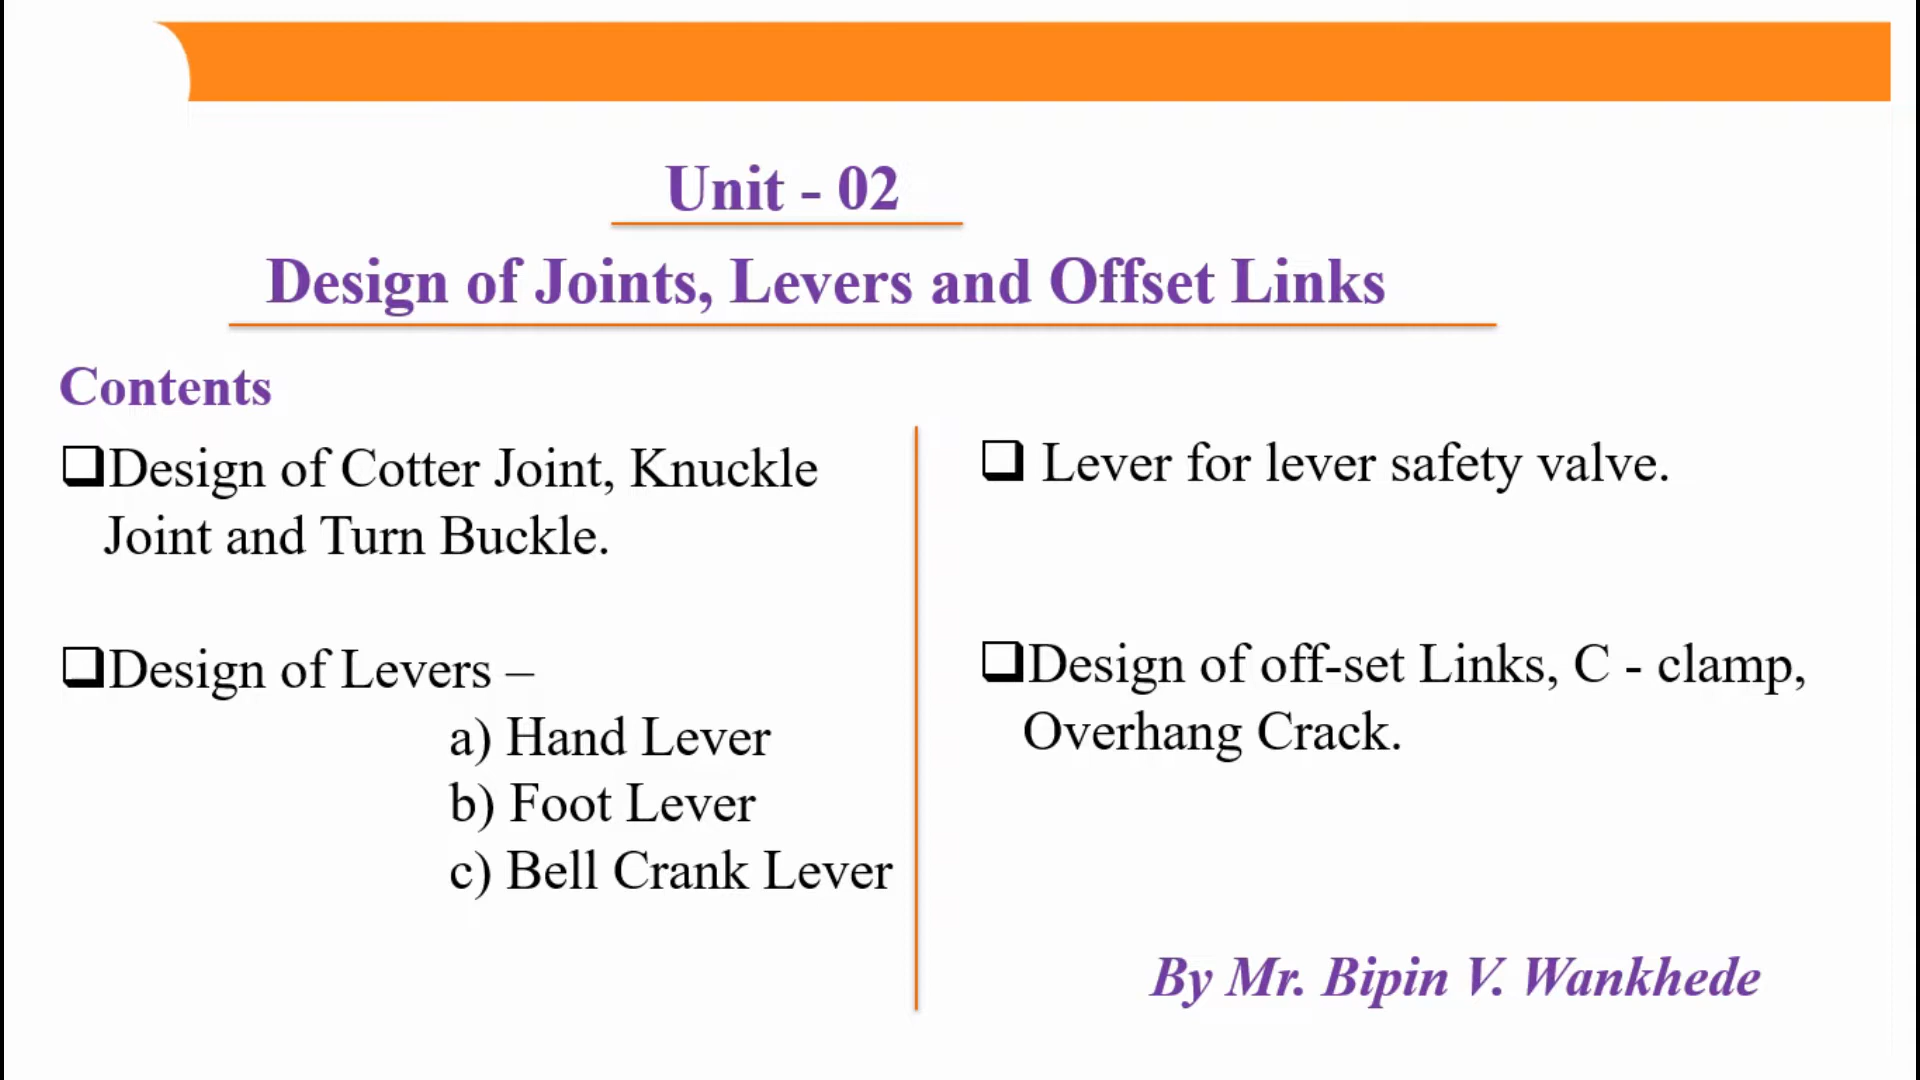 Unit - 02
Design of Joints, Levers and Offset Links
Contents
❑Design of Cotter Joint, Knuckle
Joint and Turn Buckle.
❑Design of Levers –
a) Hand Lever
b) Foot Lever
c) Bell Crank Lever
❑ Lever for lever safety valve.
❑Design of off-set Links, C - clamp,
Overhang Crack.
By Mr. Bipin V. Wankhede